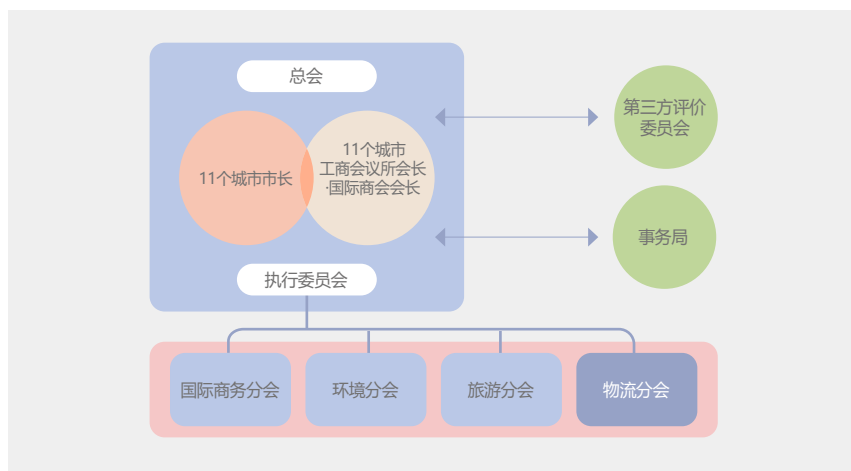 总会
第三方评价
委员会
11个城市市长
11个城市
工商会议所会长
·国际商会会长
事务局
执行委员会
国际商务分会
环境分会
旅游分会
物流分会